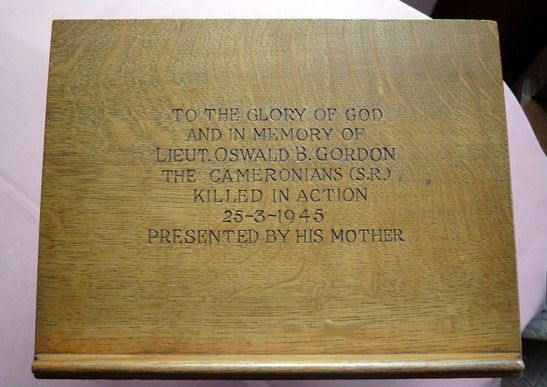 TO THE GLORY OF GOD
AND IN MEMORY OF
LIEUT. OSWALD B. GORDON
THE CAMERONIANS (S.R.)
KILLED IN ACTION
25-3-1945
PRESENTED BY HIS MOTHER